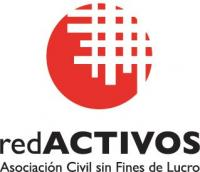 redACTIVOS
Asociación Civil sin Fines de Lucro